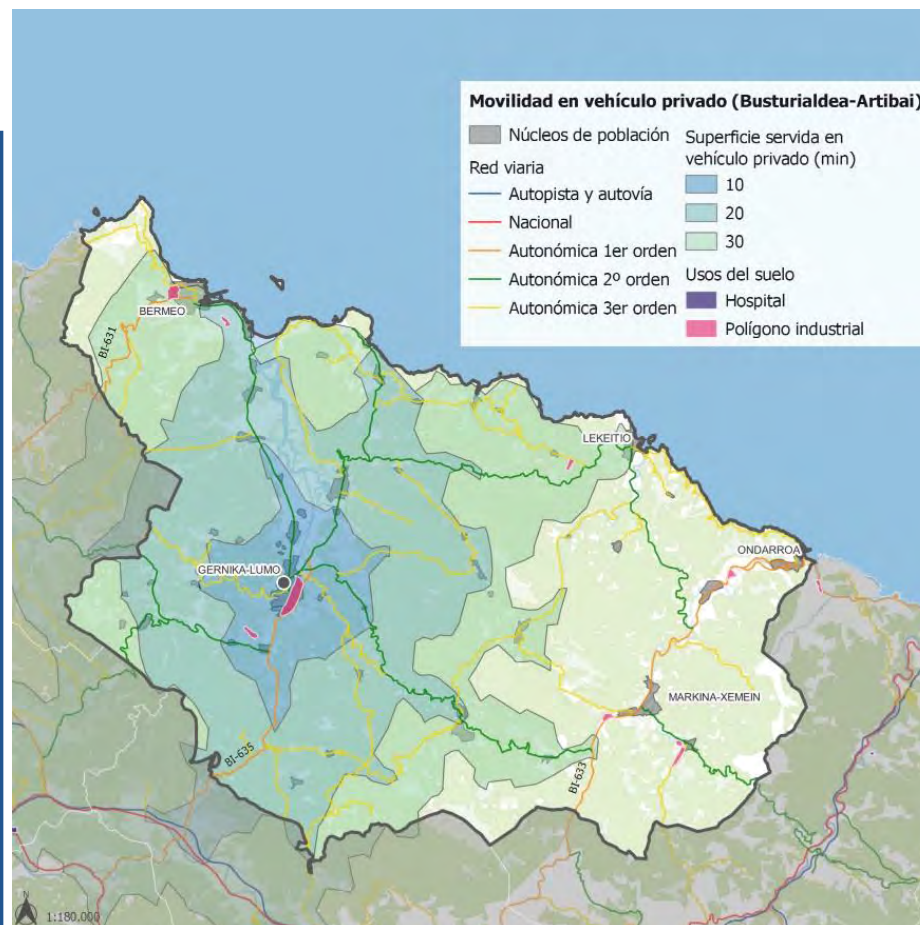 Movilidad en vehículo privado (Busturialdea-Artibai)
Núcleos de población
Red viaria
Autopista y autovía
Nacional
Autonómica 1er orden
Autonómica 2º orden
Autonómica 3er orden
Superficie servida en
vehículo privado (min)
10
20
30
Usos del suelo
Hospital
Polígono industrial
BERMEO
BI-631
LEKEITIO
ONDARROA
GERNIKA-LUMO
MARKINA-XEMEIN
BI-635
BI-633
N
1:180.000